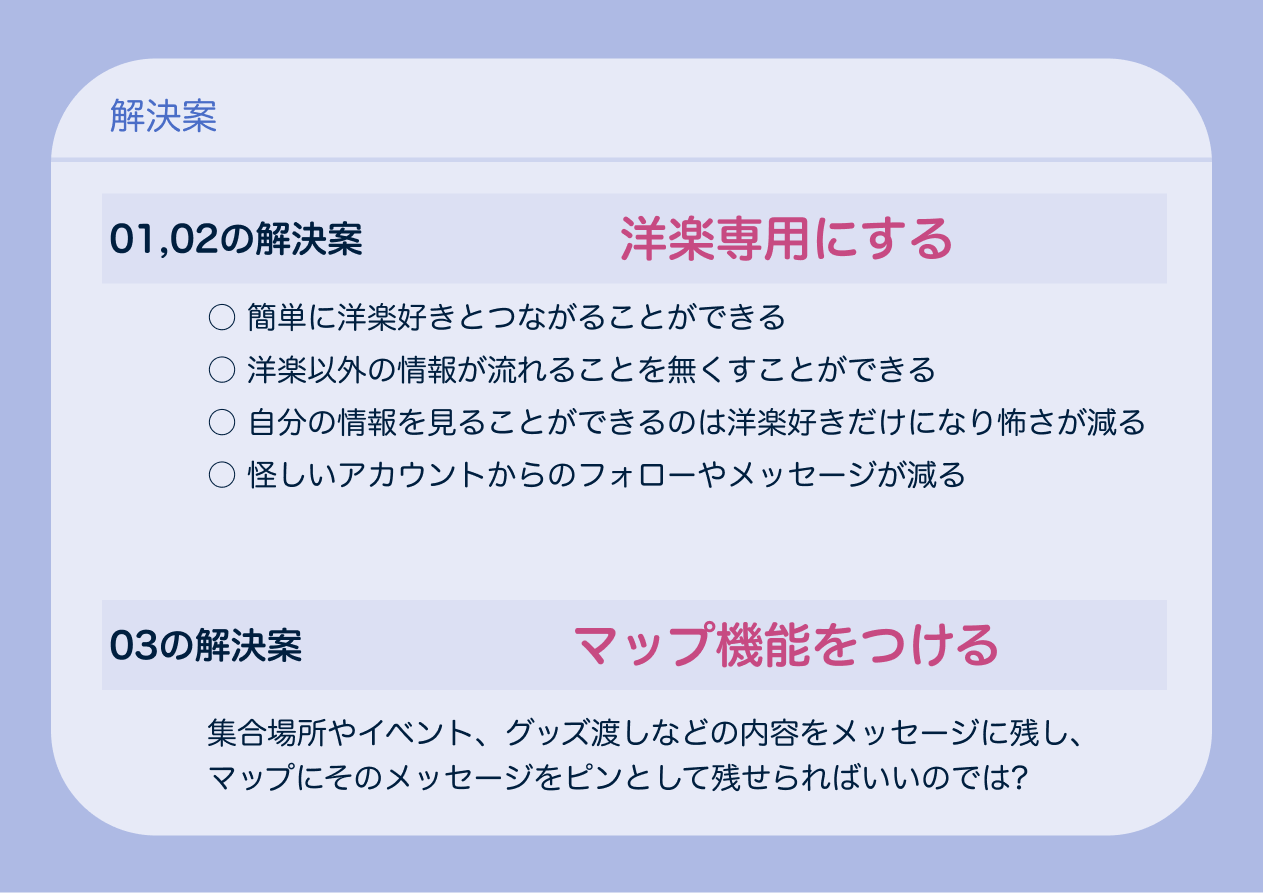 解決案
01,02の解決案 洋楽専用にする
○ 簡単に洋楽好きとつながることができる
○ 洋楽以外の情報が流れることを無くすことができる
○ 自分の情報を見ることができるのは洋楽好きだけになり怖さが減る
○ 怪しいアカウントからのフォローやメッセージが減る
03の解決案 マップ機能をつける
集合場所やイベント、グッズ渡しなどの内容をメッセージに残し、
マップにそのメッセージをピンとして残せられればいいのでは?